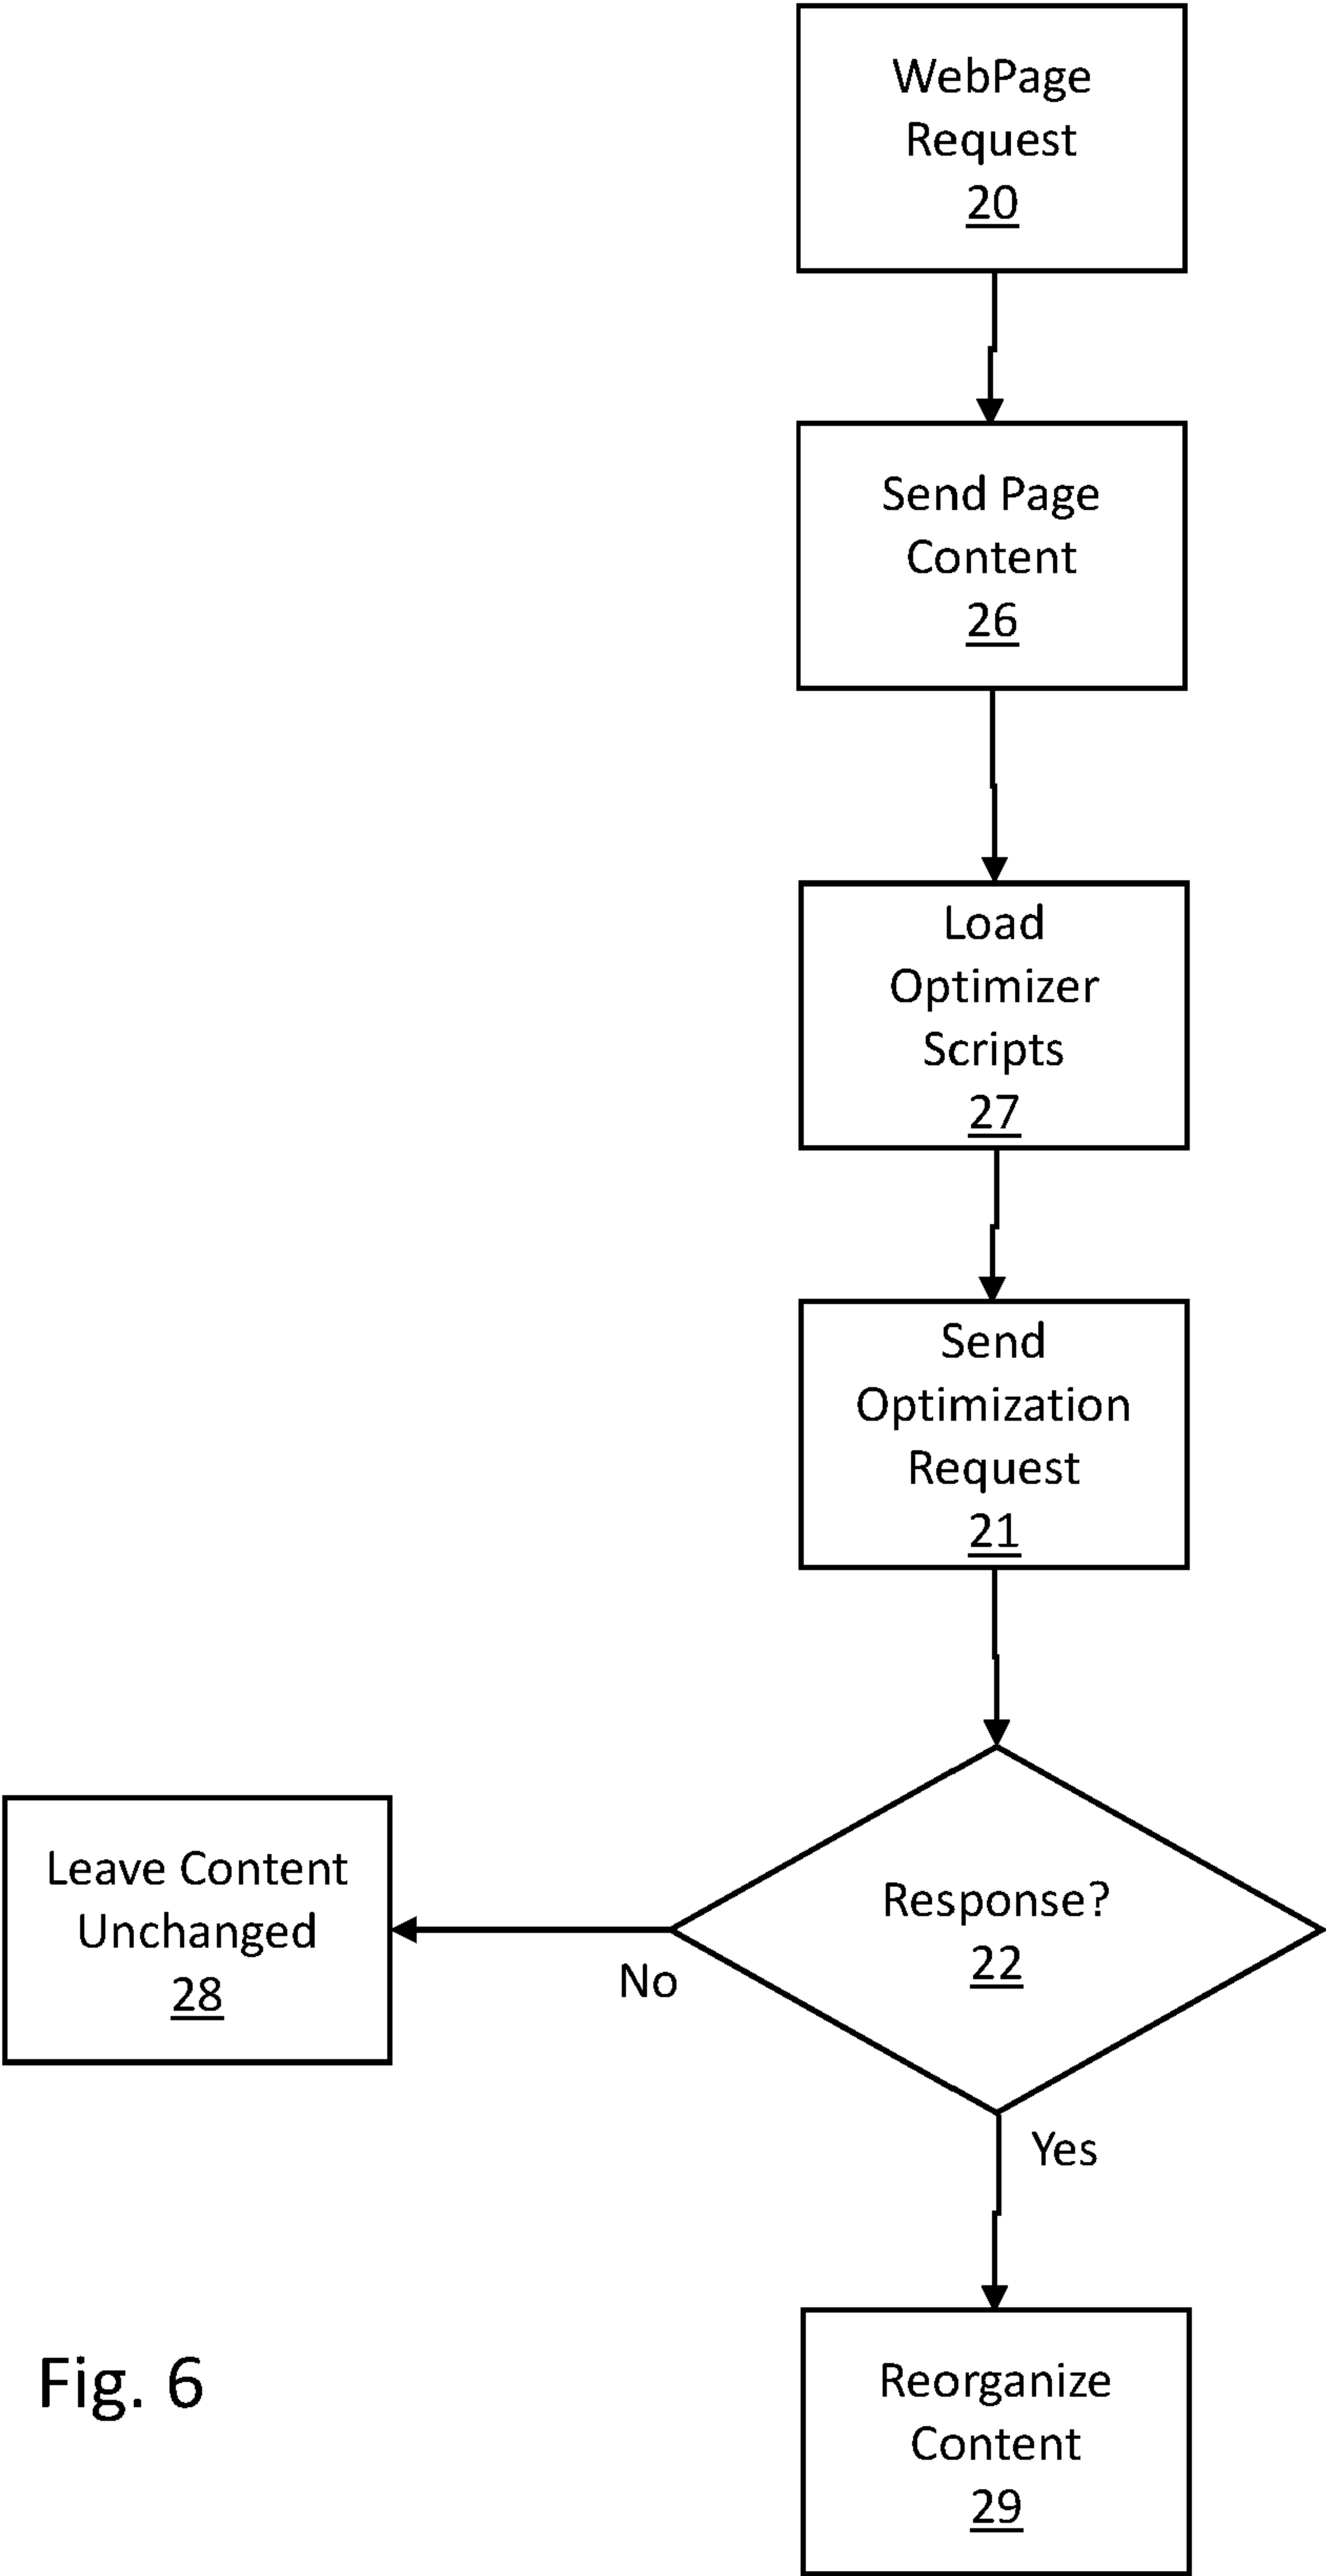 WebPage
Request
20
Send Page
Content
26
Load
Optimizer
Scripts
27
Send
Optimization
Request
21
Response?
22
No
Leave Content
Unchanged
28
Yes
Reorganize
Content
29
Fig. 6